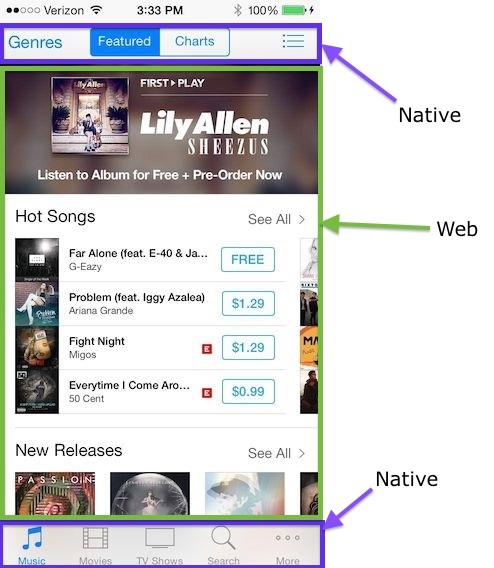 Verizon 3:33 PM 100%
Genres Featured Charts
Native
Lily Allen
FIRST PLAY
Lily Allen
SHEEZUS
Listen to Album for Free + Pre-Order Now
Web
Hot Songs See All >
Far Alone (feat. E-40 & Ja... FREE
G-Eazy
Problem (feat. Iggy Azalea) $1.29
Ariana Grande
Fight Night E $1.29
Migos
Everytime I Come Aro... E $0.99
50 Cent
New Releases See All >
PASSION
Native
Music Movies TV Shows Search More